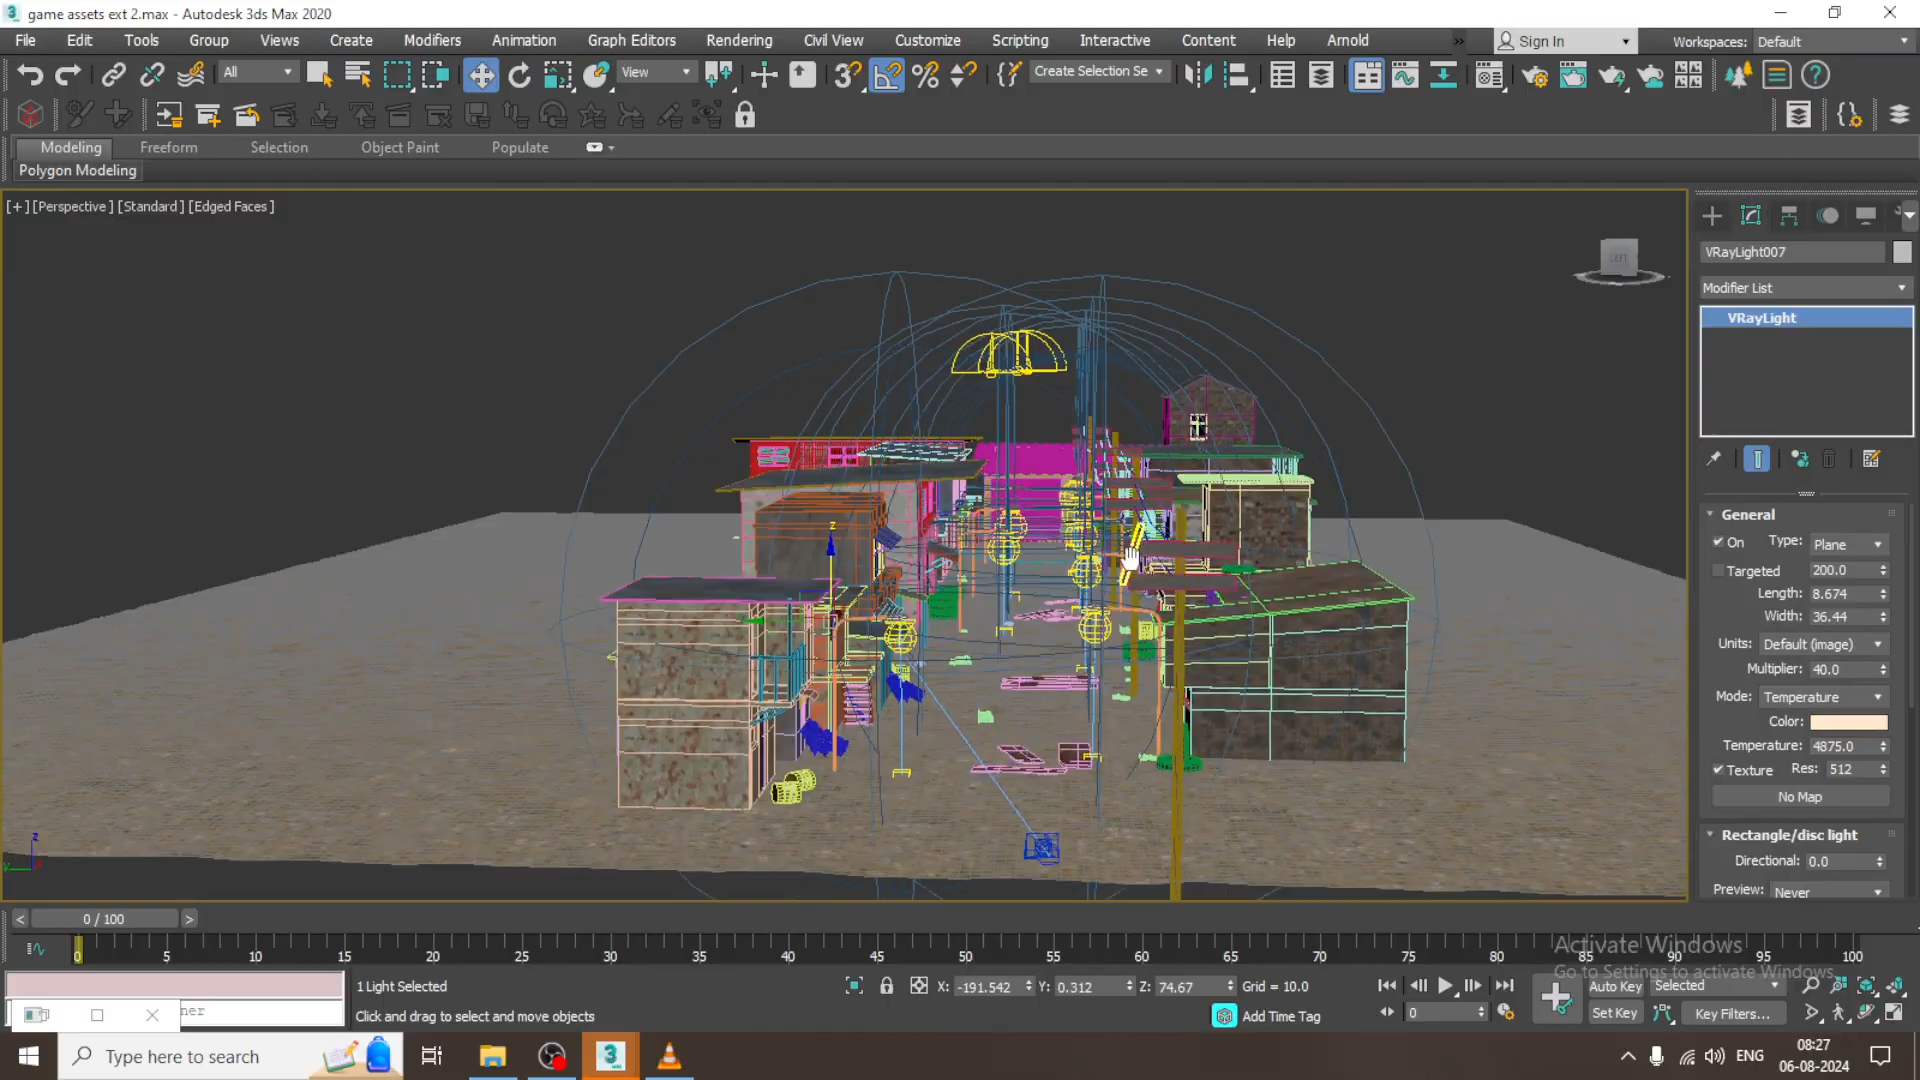 game assets ext 2.max - Autodesk 3ds Max 2020
File Edit Tools Group Views Create Modifiers Animation Graph Editors Rendering Civil View Customize Scripting Interactive Content Help Arnold Sign In Workspaces: Default
All View Create Selection Se
Modeling Freeform Selection Object Paint Populate
Polygon Modeling
[+] [Perspective] [Standard] [Edged Faces]
LEFT
VRayLight007
Modifier List
VRayLight
General
On Type: Plane
Targeted 200.0
Length: 8.674
Width: 36.44
Units: Default (image)
Multiplier: 40.0
Mode: Temperature
Color:
Temperature: 4875.0
Texture Res: 512
No Map
Rectangle/disc light
Directional: 0.0
Preview: Never
0 / 100
0 5 10 15 20 25 30 35 40 45 50 55 60 65 70 75 80 85 90 95 100
Activate Windows
Go to Settings to activate Windows.
1 Light Selected
X: -191.542 Y: 0.312 Z: 74.67 Grid = 10.0
Auto Key Selected
ner
Click and drag to select and move objects
Add Time Tag
0
Set Key Key Filters...
Type here to search
ENG
08:27
06-08-2024